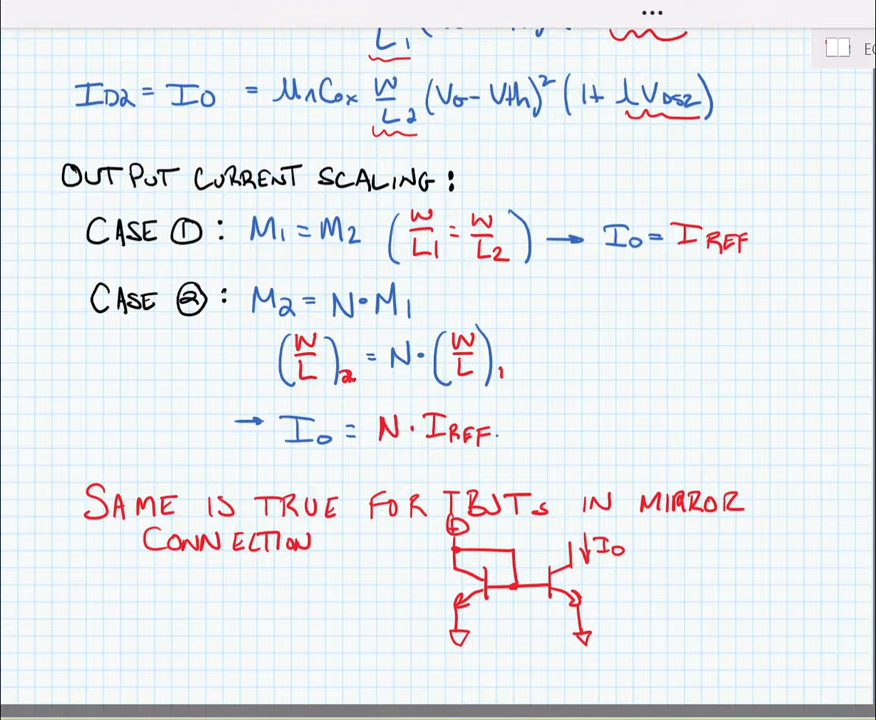 L1
ID2 = IO = μnCox W/L2 (VG - Vth)² (1 + λVDS2)
OUTPUT CURRENT SCALING:
CASE ①: M1 = M2 (W/L1 = W/L2) → IO = IREF
CASE ②: M2 = N·M1
(W/L)2 = N·(W/L)1
→ IO = N·IREF.
SAME IS TRUE FOR BJTs IN MIRROR
CONNECTION
↓IO